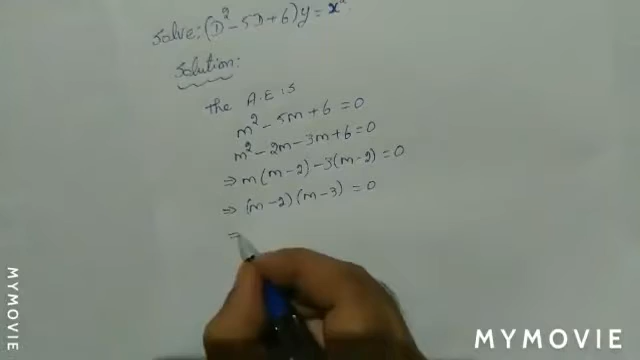 Solve: (D² - 5D + 6)y = x²
Solution:
The A.E. is
m² - 5m + 6 = 0
m² - 2m - 3m + 6 = 0
⇒ m(m - 2) - 3(m - 2) = 0
⇒ (m - 2)(m - 3) = 0
=
MYMOVIE
MYMOVIE